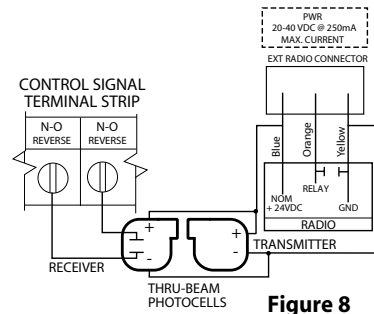 PWR
20-40 VDC @ 250mA
MAX. CURRENT
EXT RADIO CONNECTOR
CONTROL SIGNAL
TERMINAL STRIP
N-O
REVERSE
N-O
REVERSE
Blue
Orange
Yellow
RELAY
NOM
+ 24VDC
GND
RADIO
+
-
+
-
TRANSMITTER
RECEIVER
THRU-BEAM
PHOTOCELLS
Figure 8